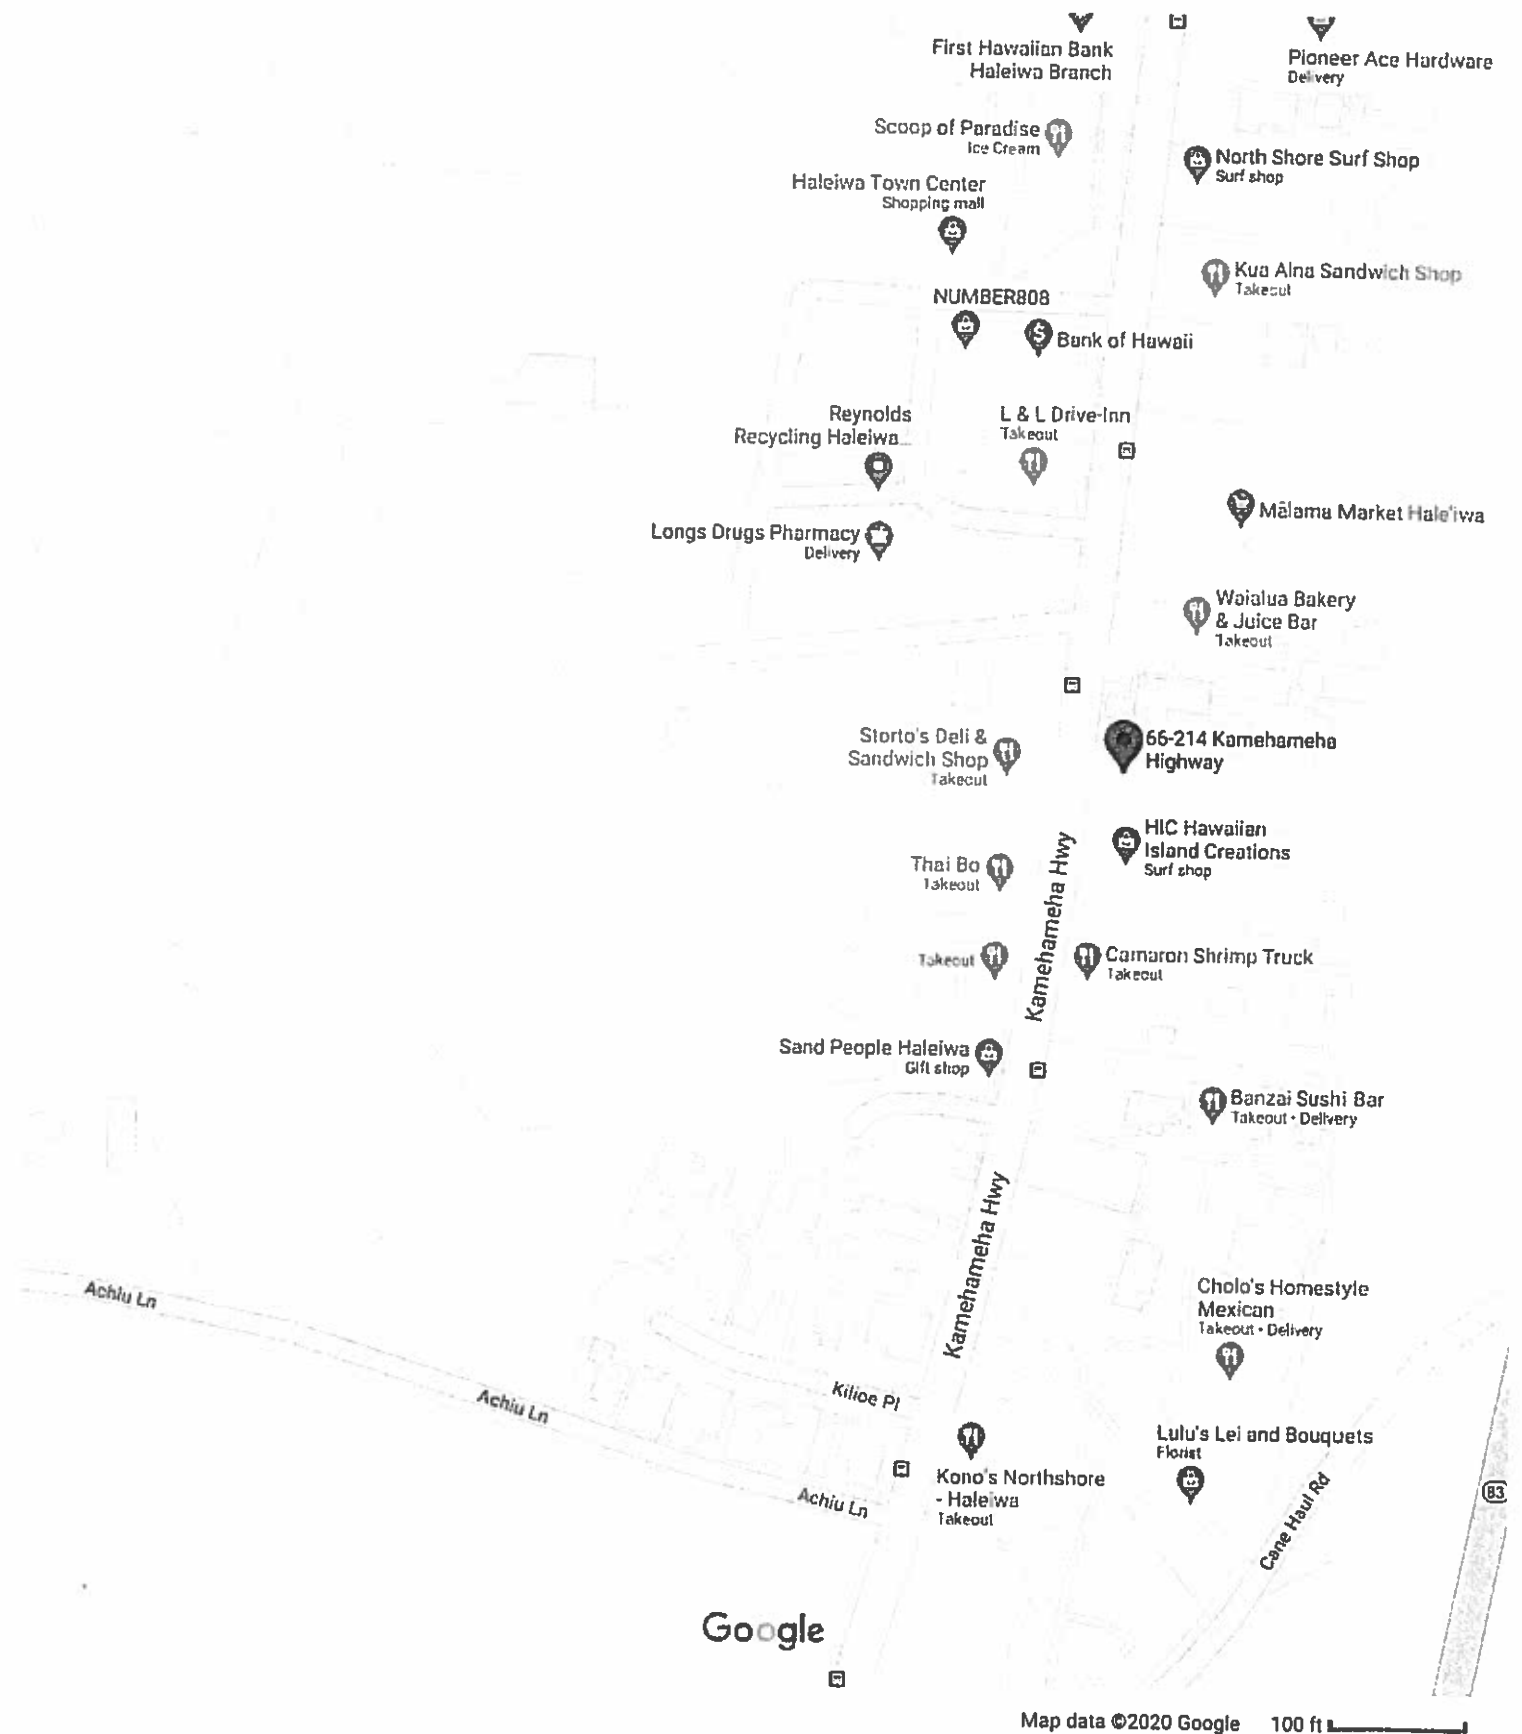 First Hawaiian Bank
Haleiwa Branch
Pioneer Ace Hardware
Delivery
Scoop of Paradise
Ice Cream
North Shore Surf Shop
Surf shop
Haleiwa Town Center
Shopping mall
Kua Aina Sandwich Shop
Takeout
NUMBER808
Bank of Hawaii
Reynolds
Recycling Haleiwa...
L & L Drive-Inn
Takeout
Mālama Market Hale'iwa
Longs Drugs Pharmacy
Delivery
Waialua Bakery
& Juice Bar
Takeout
Storto's Deli &
Sandwich Shop
Takeout
66-214 Kamehameha
Highway
HIC Hawaiian
Island Creations
Surf shop
Thai Bo
Takeout
Kamehameha Hwy
Takeout
Camaron Shrimp Truck
Takeout
Sand People Haleiwa
Gift shop
Banzai Sushi Bar
Takeout • Delivery
Kamehameha Hwy
Achiu Ln
Cholo's Homestyle
Mexican
Takeout • Delivery
Kilioe Pl
Achiu Ln
Lulu's Lei and Bouquets
Florist
Kono's Northshore
- Haleiwa
Takeout
Achiu Ln
Cane Haul Rd
83
Google
Map data ©2020 Google
100 ft